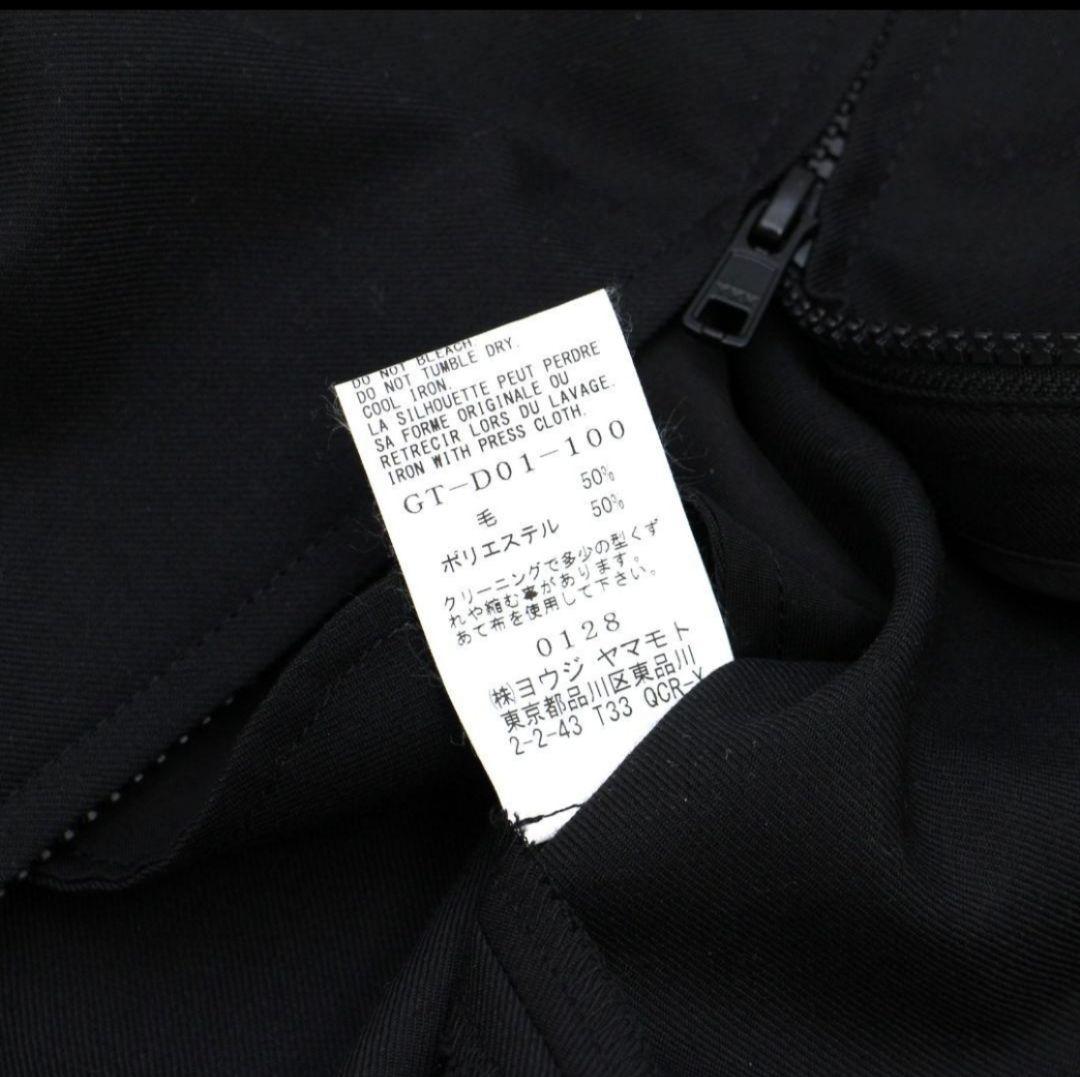 DO NOT BLEACH.
DO NOT TUMBLE DRY.
COOL IRON.
LA SILHOUETTE PEUT PERDRE
SA FORME ORIGINALE OU
RETRECIR LORS DU LAVAGE.
IRON WITH PRESS CLOTH.
GT-D01-100
毛 50%
ポリエステル 50%
クリーニングで多少の型くず
れや縮む事があります。
あて布を使用して下さい。
0128
㈱ヨウジ ヤマモト
東京都品川区東品川
2-2-43 T33 QCR-Y